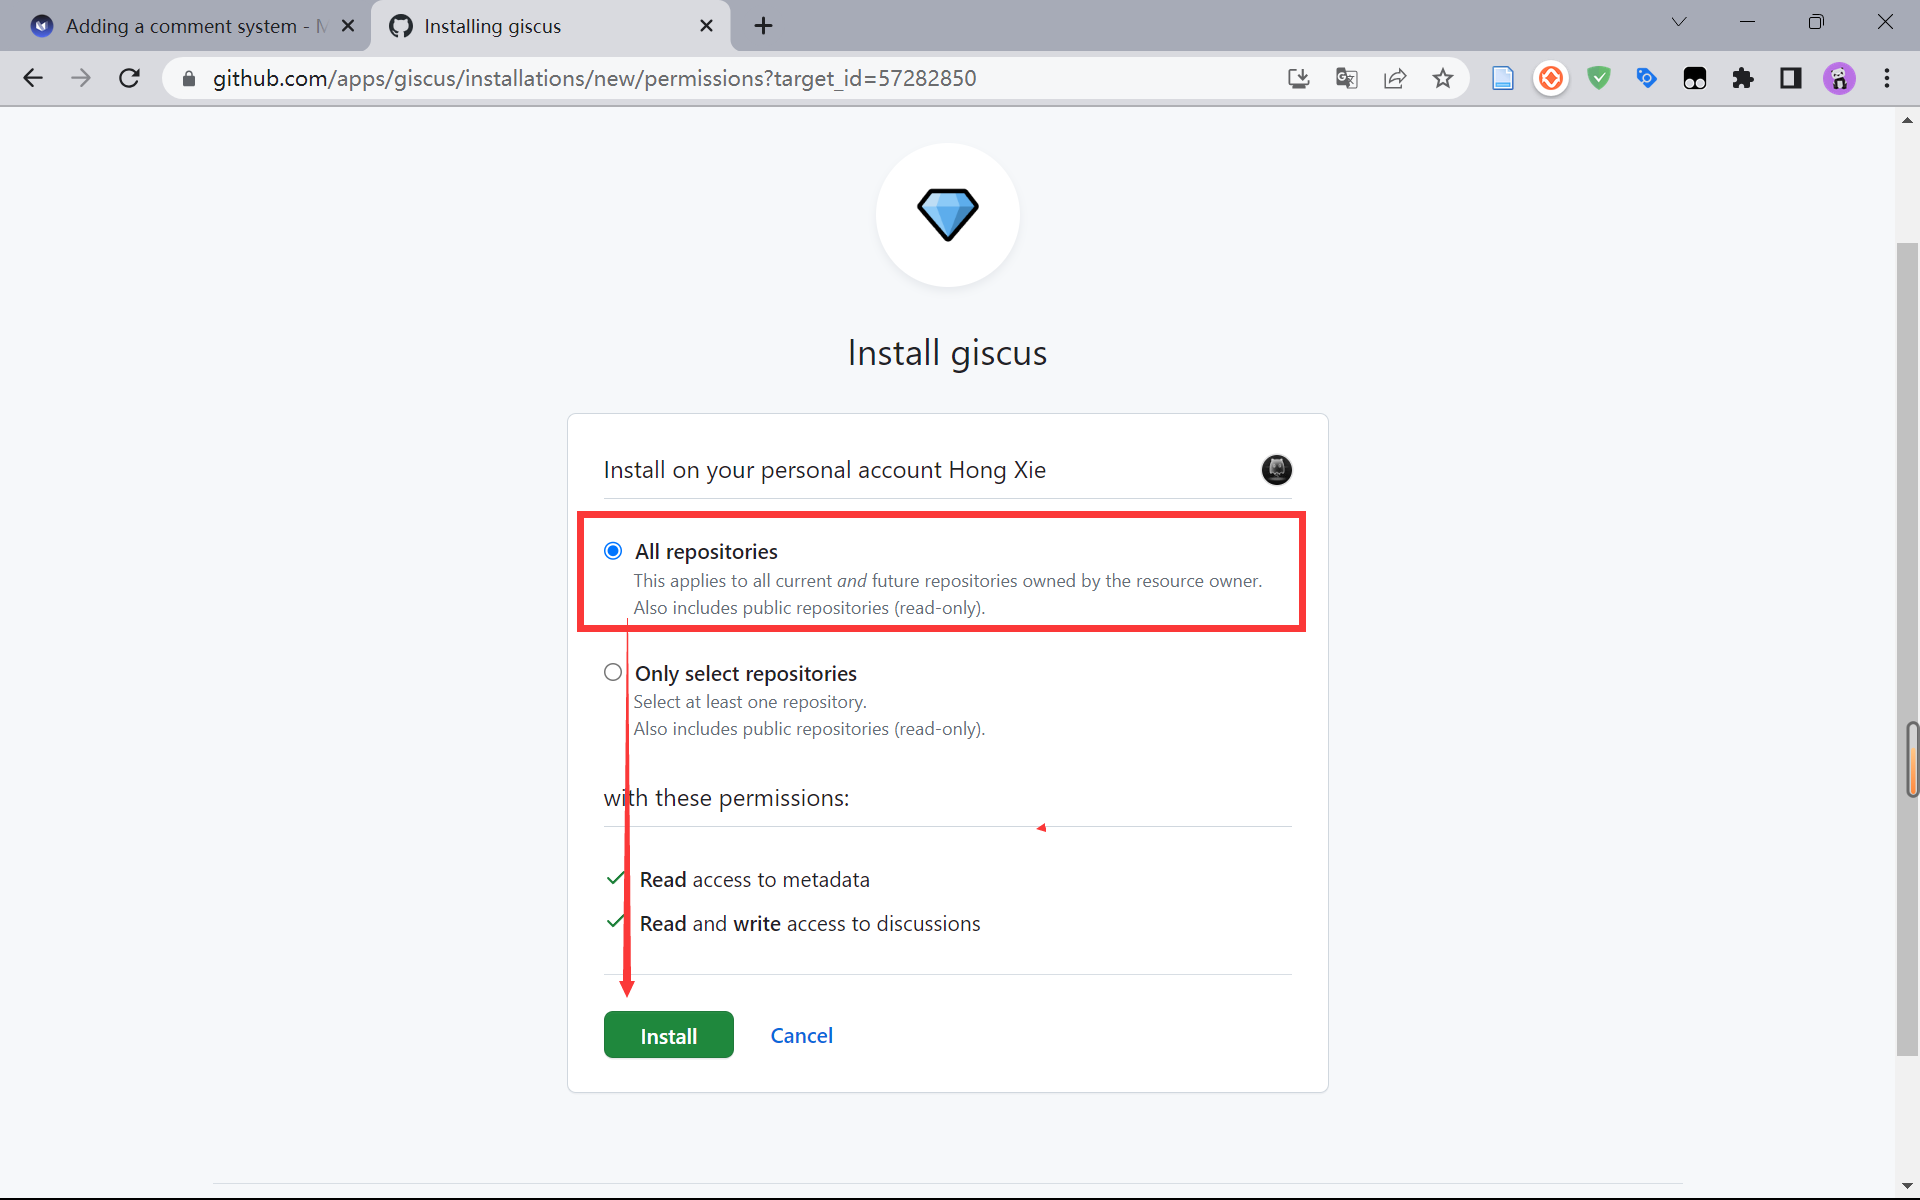 Adding a comment system -
Installing giscus
github.com/apps/giscus/installations/new/permissions?target_id=57282850
Install giscus
Install on your personal account Hong Xie
All repositories
This applies to all current and future repositories owned by the resource owner.
Also includes public repositories (read-only).
Only select repositories
Select at least one repository.
Also includes public repositories (read-only).
with these permissions:
Read access to metadata
Read and write access to discussions
Install
Cancel